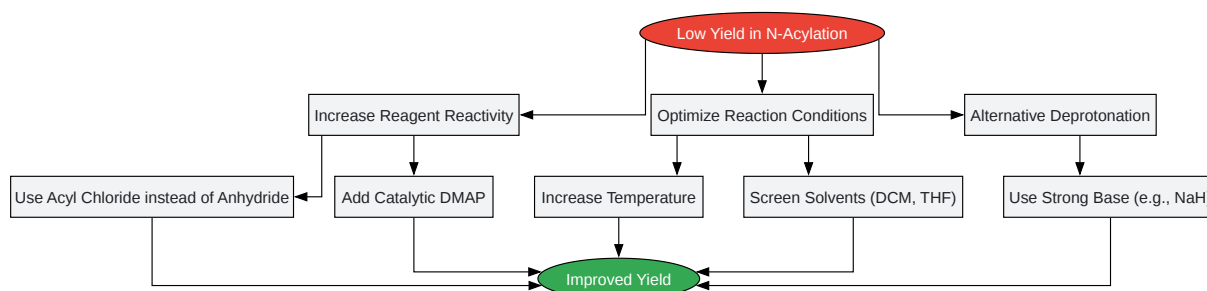 Low Yield in N-Acylation
Increase Reagent Reactivity
Optimize Reaction Conditions
Alternative Deprotonation
Use Acyl Chloride instead of Anhydride
Add Catalytic DMAP
Increase Temperature
Screen Solvents (DCM, THF)
Use Strong Base (e.g., NaH)
Improved Yield